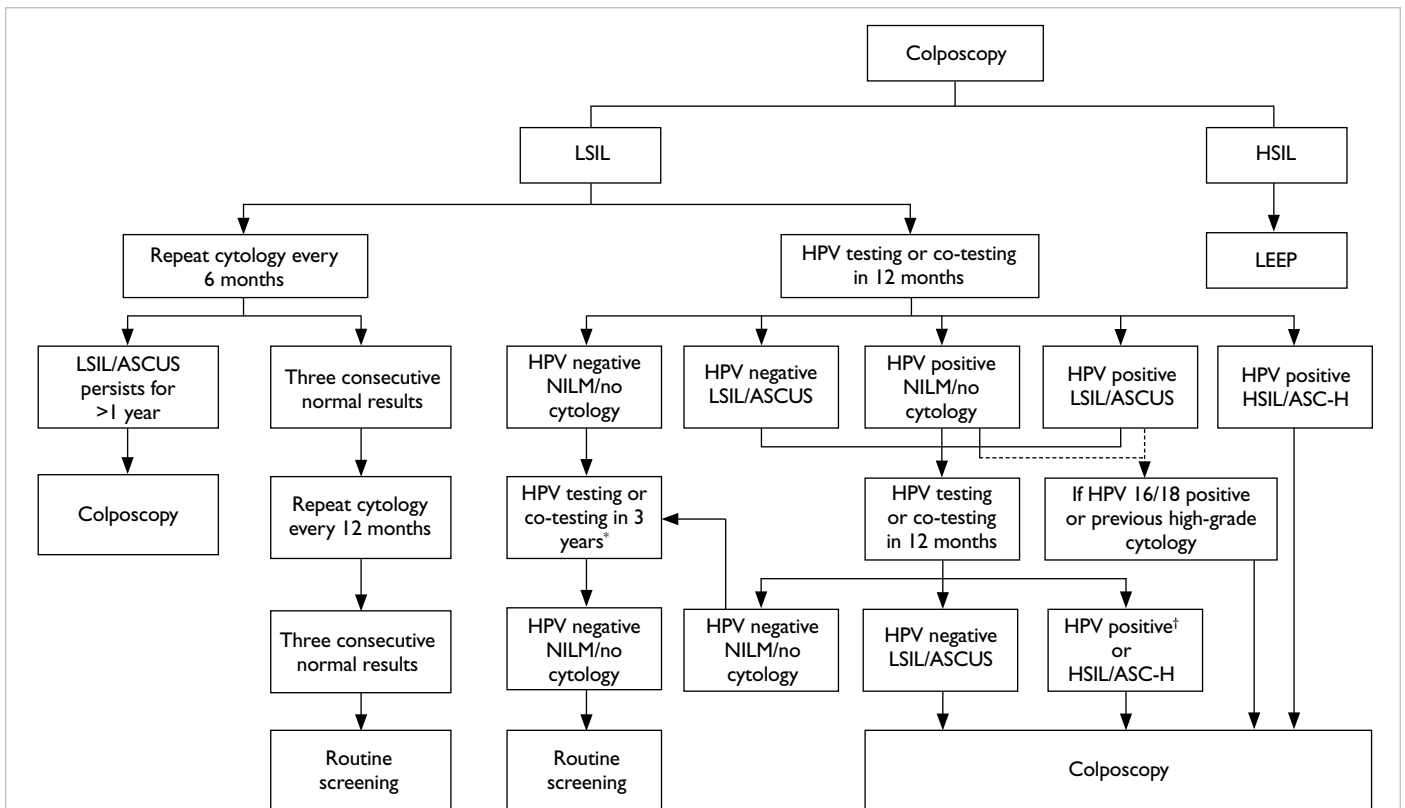 Colposcopy
LSIL
HSIL
Repeat cytology every
6 months
HPV testing or co-testing
in 12 months
LEEP
LSIL/ASCUS
persists for
>1 year
Three consecutive
normal results
HPV negative
NILM/no
cytology
HPV negative
LSIL/ASCUS
HPV positive
NILM/no
cytology
HPV positive
LSIL/ASCUS
HPV positive
HSIL/ASC-H
Colposcopy
Repeat cytology
every 12 months
HPV testing or
co-testing in 3
years*
HPV testing
or co-testing
in 12 months
If HPV 16/18 positive
or previous high-grade
cytology
Three consecutive
normal results
HPV negative
NILM/no
cytology
HPV negative
NILM/no
cytology
HPV negative
LSIL/ASCUS
HPV positive†
or
HSIL/ASC-H
Routine
screening
Routine
screening
Colposcopy